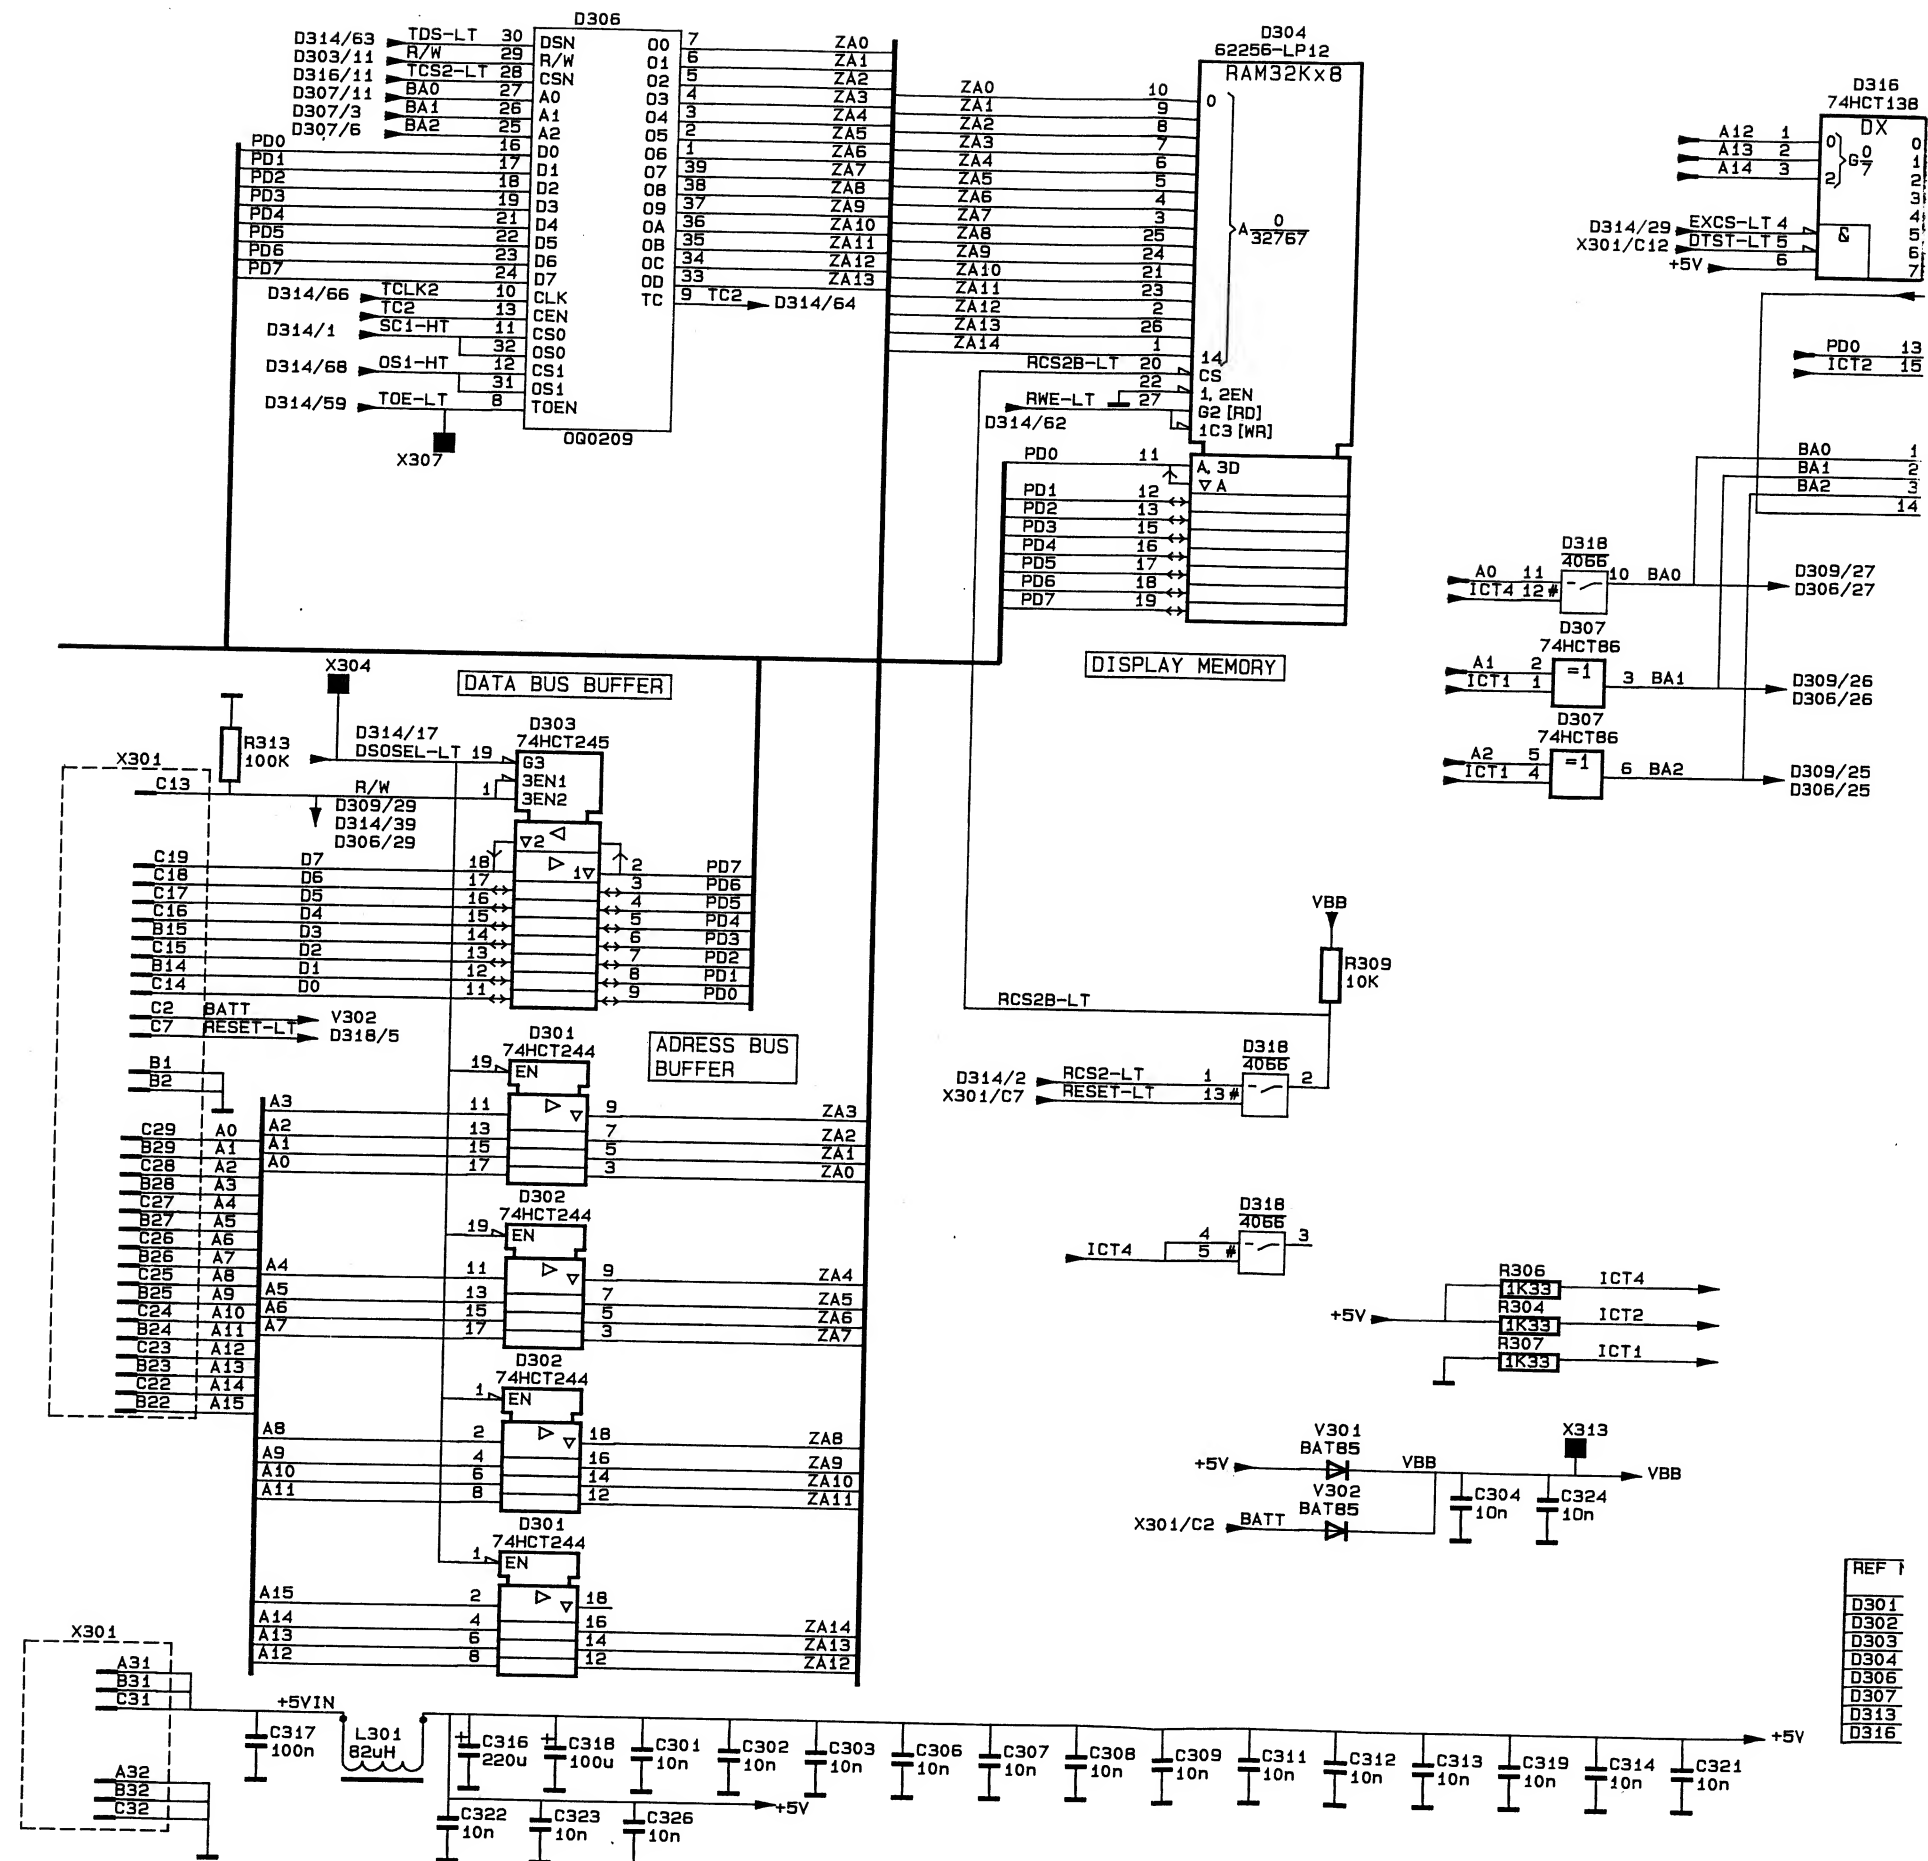 D306
D314/63 TDS-LT 30 DSN O0 7 ZA0
D303/11 R/W 29 R/W O1 6 ZA1
D316/11 TCS2-LT 28 CSN O2 5 ZA2
D307/11 BA0 27 A0 O3 4 ZA3
D307/3 BA1 26 A1 O4 3 ZA4
D307/6 BA2 25 A2 O5 2 ZA5
PD0 16 D0 O6 1 ZA6
PD1 17 D1 O7 39 ZA7
PD2 18 D2 O8 38 ZA8
PD3 19 D3 O9 37 ZA9
PD4 21 D4 OA 36 ZA10
PD5 22 D5 OB 35 ZA11
PD6 23 D6 OC 34 ZA12
PD7 24 D7 OD 33 ZA13
D314/66 TCLK2 10 CLK TC 9 TC2 D314/64
TC2 13 CEN
D314/1 SC1-HT 11 CS0
32 OS0
D314/68 OS1-HT 12 CS1
31 OS1
D314/59 TOE-LT 8 TOEN
OQ0209
X307
D304
62256-LP12
RAM32Kx8
ZA0 10 0
ZA1 9
ZA2 8
ZA3 7
ZA4 6
ZA5 5
ZA6 4
ZA7 3
ZA8 25
ZA9 24
ZA10 21
ZA11 23
ZA12 2
ZA13 26
ZA14 1 14
A 0
32767
RCS2B-LT 20 CS
22 1,2EN
RWE-LT 27 G2 [RD]
D314/62 1C3 [WR]
PD0 11 A,3D
▽ A
PD1 12
PD2 13
PD3 15
PD4 16
PD5 17
PD6 18
PD7 19
DISPLAY MEMORY
D316
74HCT138
DX
A12 1 0 0
A13 2 G 0 1
A14 3 2 7 2
3
4
D314/29 EXCS-LT 4 & 5
X301/C12 DTST-LT 5 6
+5V 6 7
PD0 13
ICT2 15
BA0 1
BA1 2
BA2 3
14
D318
4066
A0 11 10 BA0 D309/27
ICT4 12 # D306/27
D307
74HCT86
A1 2 =1 3 BA1 D309/26
ICT1 1 D306/26
D307
74HCT86
A2 5 =1 6 BA2 D309/25
ICT1 4 D306/25
X304
DATA BUS BUFFER
R313
100K
D314/17
DSOSEL-LT 19
D303
74HCT245
G3
3EN1
1 3EN2
X301
C13 R/W
D309/29
D314/39
D306/29
▽2
1▽
C19 D7 18 2 PD7
C18 D6 17 3 PD6
C17 D5 16 4 PD5
C16 D4 15 5 PD4
B15 D3 14 6 PD3
C15 D2 13 7 PD2
B14 D1 12 8 PD1
C14 D0 11 9 PD0
C2 BATT V302
C7 RESET-LT D318/5
B1
B2
ADRESS BUS
BUFFER
D301
74HCT244
19 EN
A3 11 9 ZA3
A2 13 7 ZA2
A1 15 5 ZA1
A0 17 3 ZA0
C29 A0
B29 A1
C28 A2
B28 A3
C27 A4
B27 A5
C26 A6
B26 A7
C25 A8
B25 A9
C24 A10
B24 A11
C23 A12
B23 A13
C22 A14
B22 A15
D302
74HCT244
19 EN
A4 11 9 ZA4
A5 13 7 ZA5
A6 15 5 ZA6
A7 17 3 ZA7
D302
74HCT244
1 EN
A8 2 18 ZA8
A9 4 16 ZA9
A10 6 14 ZA10
A11 8 12 ZA11
D301
74HCT244
1 EN
A15 2 18
A14 4 16 ZA14
A13 6 14 ZA13
A12 8 12 ZA12
VBB
R309
10K
RCS2B-LT
D318
4066
D314/2 RCS2-LT 1 2
X301/C7 RESET-LT 13 #
D318
4066
ICT4 4 3
5 #
R306
1K33 ICT4
+5V R304
1K33 ICT2
R307
1K33 ICT1
V301
BAT85
+5V VBB VBB
X313
V302
BAT85
X301/C2 BATT
C304
10n
C324
10n
REF
D301
D302
D303
D304
D306
D307
D313
D316
X301
A31
B31
C31
+5VIN
A32
B32
C32
C317
100n
L301
82uH
+ C316
220u
+ C318
100u
C301
10n
C302
10n
C303
10n
C306
10n
C307
10n
C308
10n
C309
10n
C311
10n
C312
10n
C313
10n
C319
10n
C314
10n
C321
10n
+5V
C322
10n
C323
10n
C326
10n
+5V